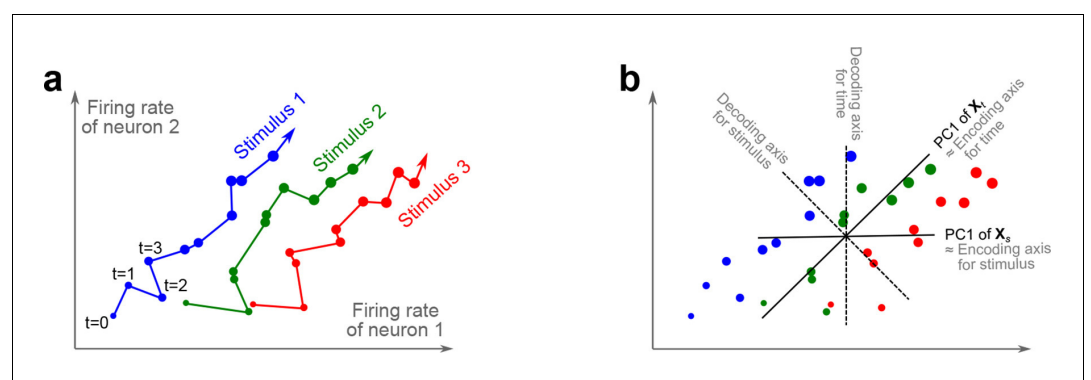 a
Firing rate
of neuron 2
Stimulus 1
Stimulus 2
Stimulus 3
t=3
t=1
t=2
t=0
Firing rate
of neuron 1
b
Decoding axis
for stimulus
Decoding axis
for time
PC1 of Xt
≈ Encoding axis
for time
PC1 of Xs
≈ Encoding axis
for stimulus